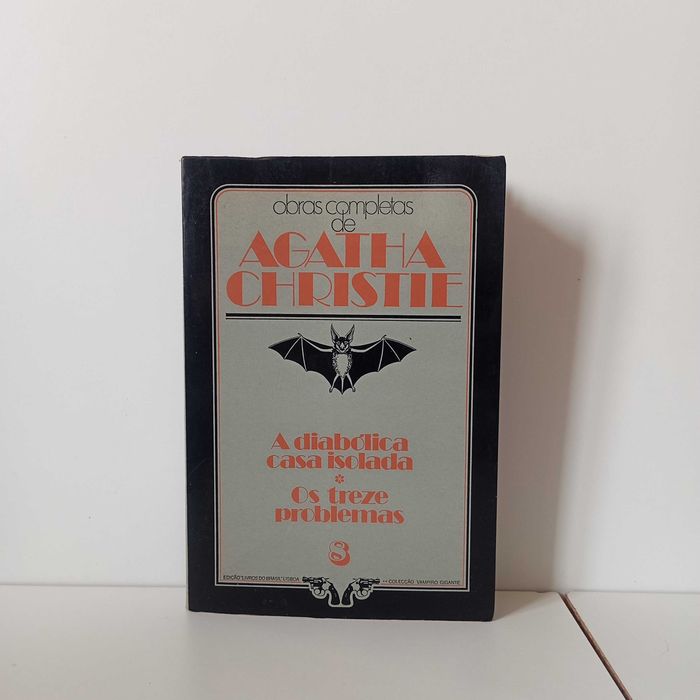 obras completas
de
AGATHA
CHRISTIE
A diabólica
casa isolada
*
Os treze
problemas
8
EDIÇÃO "LIVROS DO BRASIL" LISBOA
COLECÇÃO VAMPIRO GIGANTE